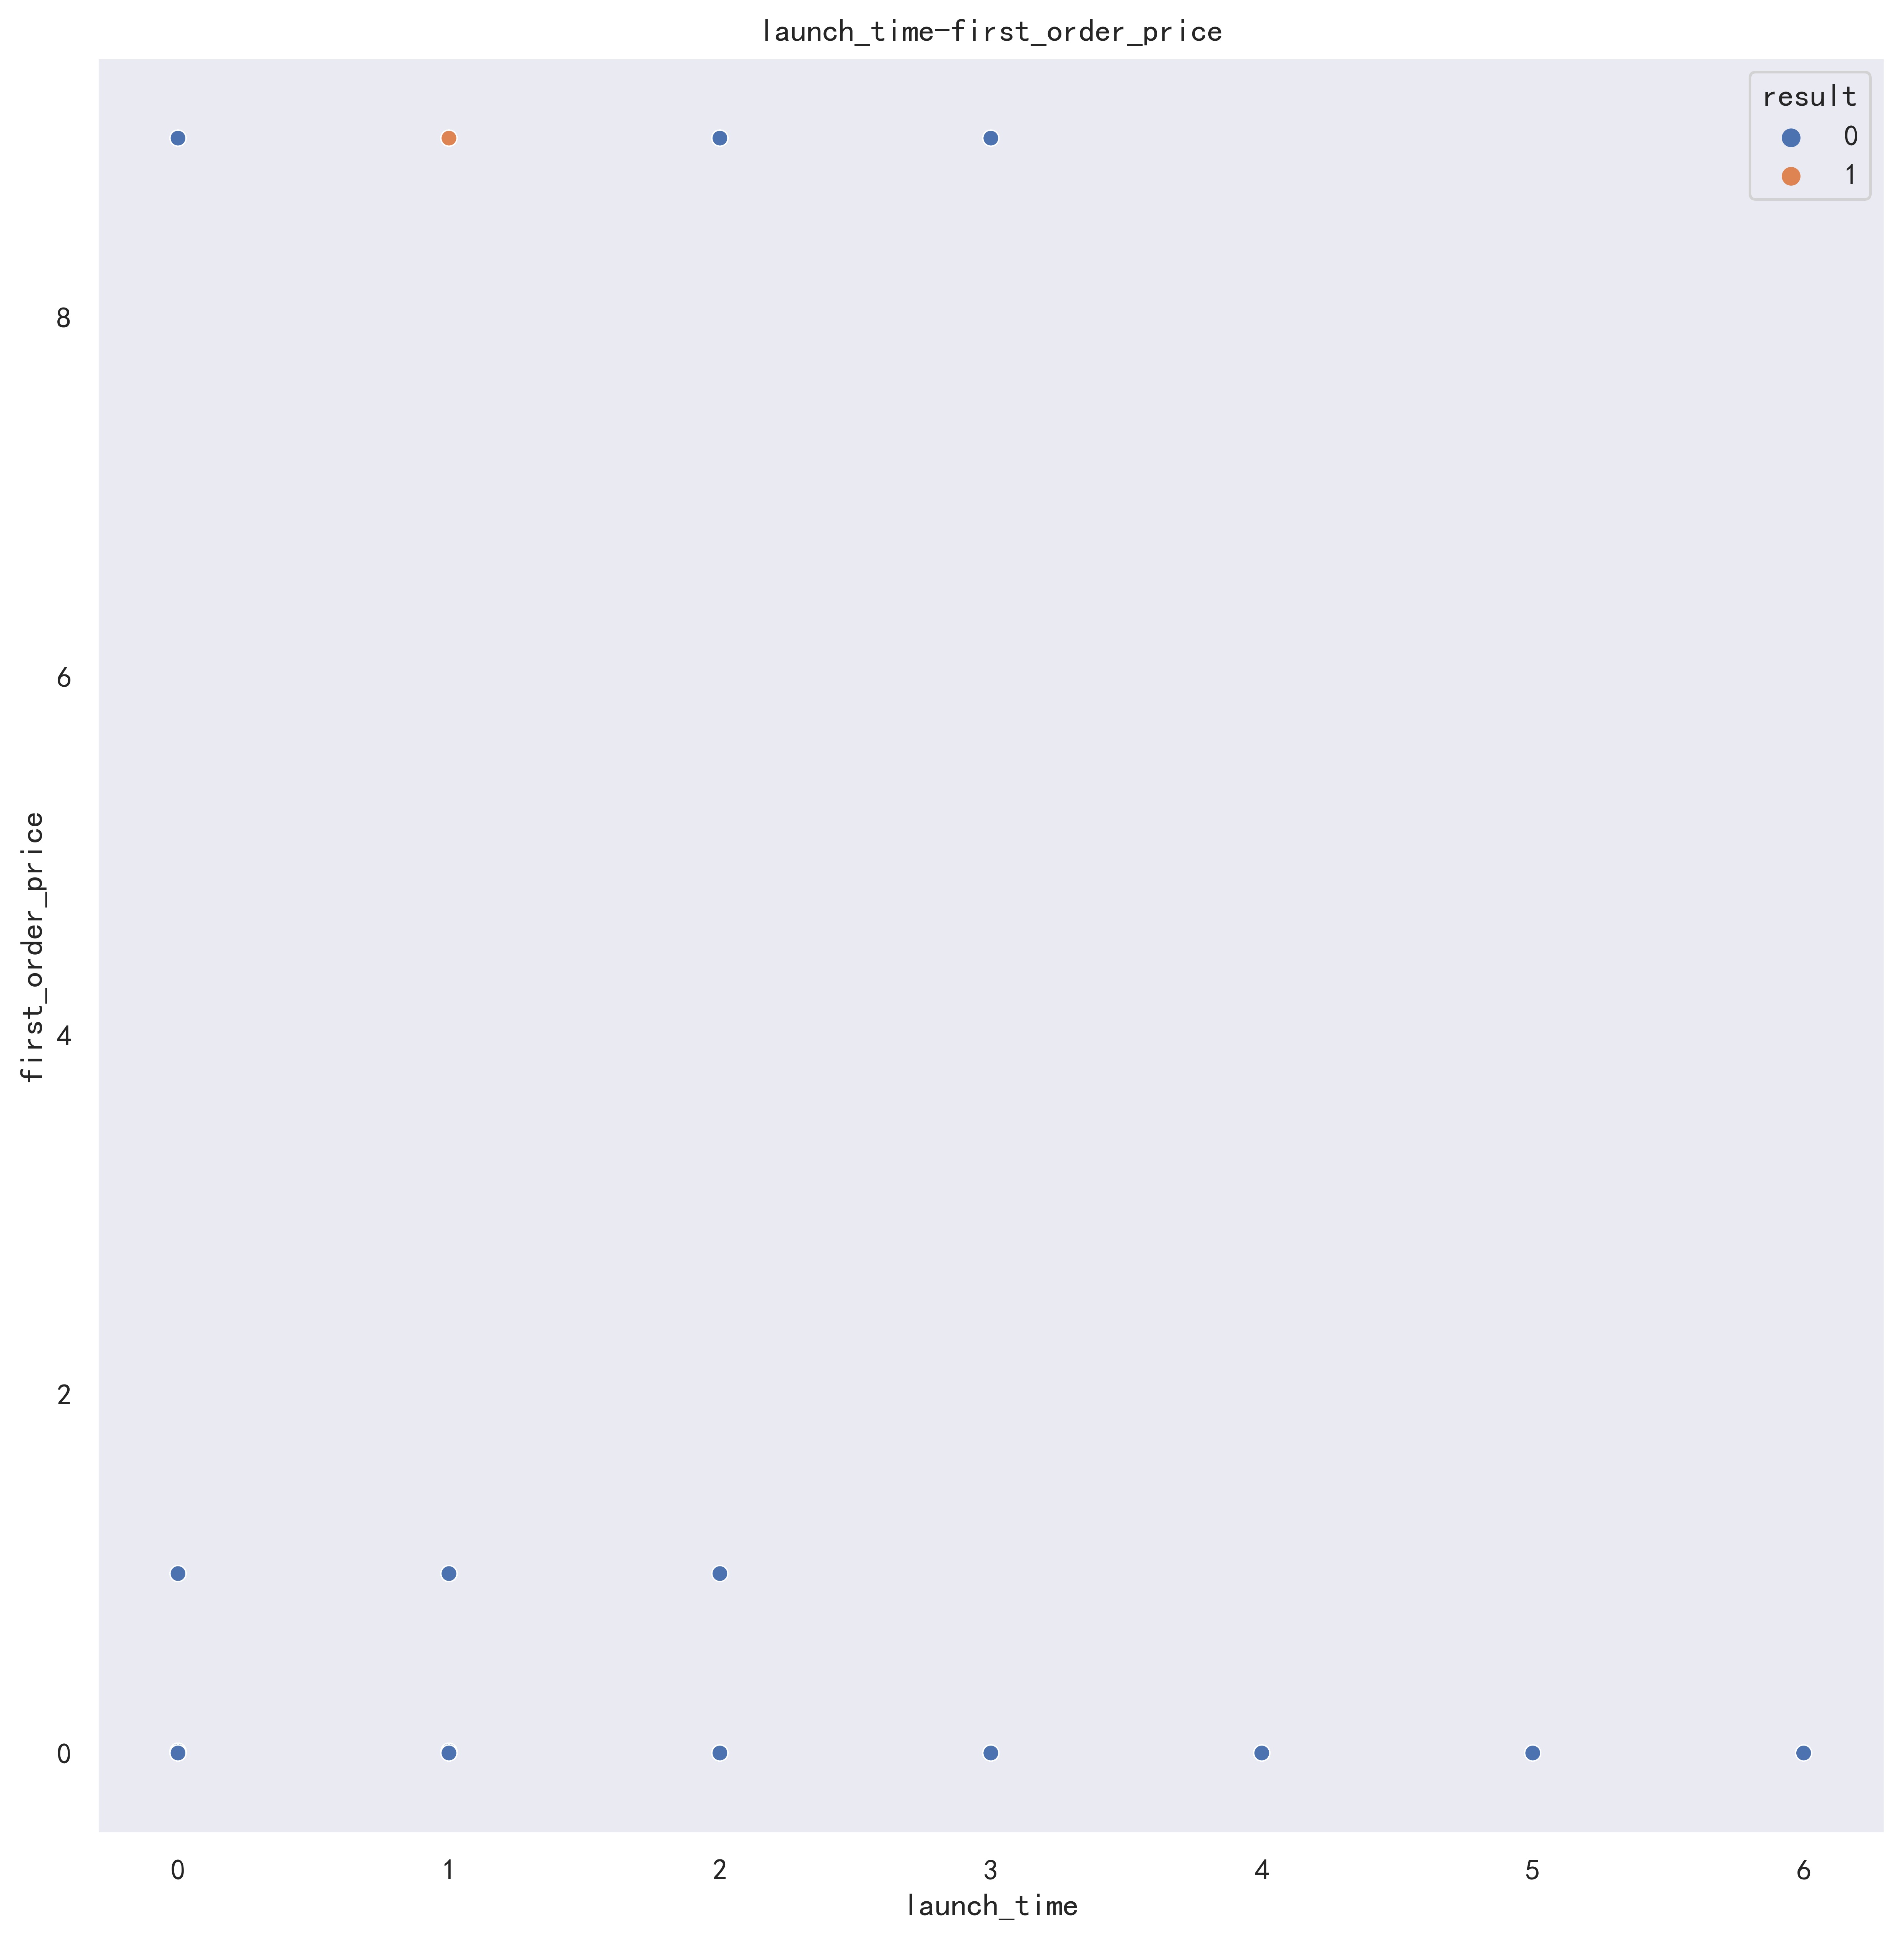 launch_time-first_order_price
result
0
1
8
6
4
2
0
first_order_price
0 1 2 3 4 5 6
launch_time